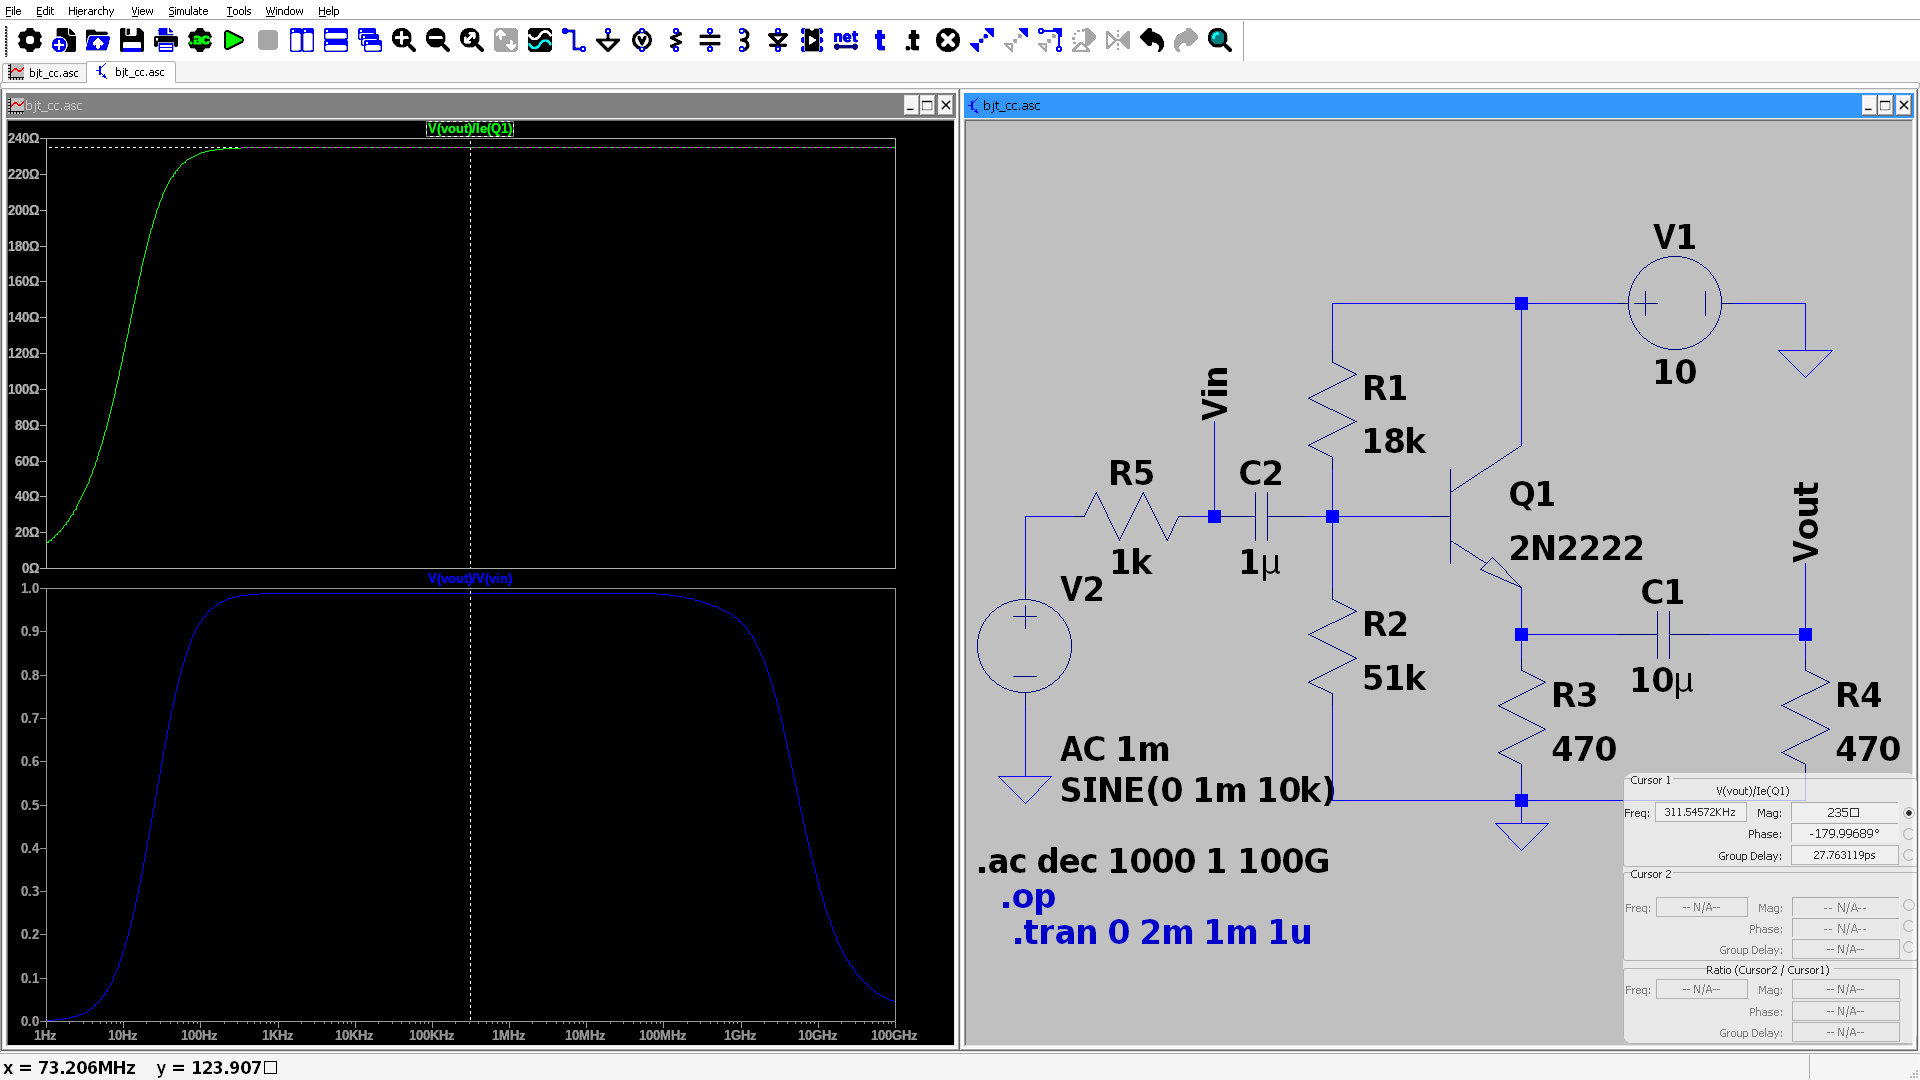 File Edit Hierarchy View Simulate Tools Window Help
.ac net t .t
bjt_cc.asc bjt_cc.asc
bjt_cc.asc
V(vout)/Ie(Q1)
240Ω
220Ω
200Ω
180Ω
160Ω
140Ω
120Ω
100Ω
80Ω
60Ω
40Ω
20Ω
0Ω
V(vout)/V(vin)
1.0
0.9
0.8
0.7
0.6
0.5
0.4
0.3
0.2
0.1
0.0
1Hz 10Hz 100Hz 1KHz 10KHz 100KHz 1MHz 10MHz 100MHz 1GHz 10GHz 100GHz
bjt_cc.asc
V1
10
Vin
R1
18k
R5
1k
C2
1µ
Q1
2N2222
Vout
V2
AC 1m
SINE(0 1m 10k)
R2
51k
C1
10µ
R3
470
R4
470
.ac dec 1000 1 100G
.op
.tran 0 2m 1m 1u
Cursor 1
V(vout)/Ie(Q1)
Freq: 311.54572KHz Mag: 235□
Phase: -179.99689°
Group Delay: 27.763119ps
Cursor 2
Freq: -- N/A-- Mag: -- N/A--
Phase: -- N/A--
Group Delay: -- N/A--
Ratio (Cursor2 / Cursor1)
Freq: -- N/A-- Mag: -- N/A--
Phase: -- N/A--
Group Delay: -- N/A--
x = 73.206MHz y = 123.907□